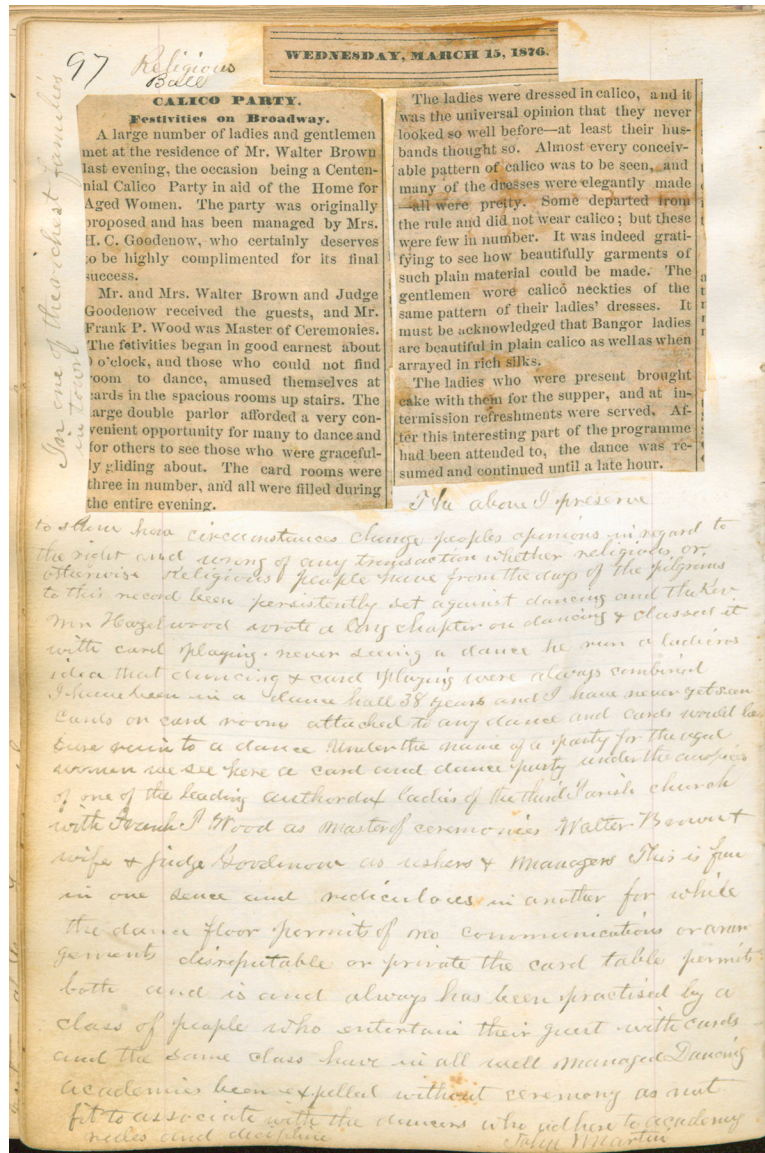 97 Religious
Ball
WEDNESDAY, MARCH 15, 1876.
In one of the richest families
in town
CALICO PARTY.
Festivities on Broadway.
A large number of ladies and gentlemen
met at the residence of Mr. Walter Brown
last evening, the occasion being a Centen-
nial Calico Party in aid of the Home for
Aged Women. The party was originally
proposed and has been managed by Mrs.
H. C. Goodenow, who certainly deserves
to be highly complimented for its final
success.
Mr. and Mrs. Walter Brown and Judge
Goodenow received the guests, and Mr.
Frank P. Wood was Master of Ceremonies.
The fetivities began in good earnest about
o'clock, and those who could not find
room to dance, amused themselves at
cards in the spacious rooms up stairs. The
large double parlor afforded a very con-
venient opportunity for many to dance and
for others to see those who were graceful-
ly gliding about. The card rooms were
three in number, and all were filled during
the entire evening.
The ladies were dressed in calico, and it
was the universal opinion that they never
looked so well before—at least their hus-
bands thought so. Almost every conceiv-
able pattern of calico was to be seen, and
many of the dresses were elegantly made
—all were pretty. Some departed from
the rule and did not wear calico; but these
were few in number. It was indeed grati-
fying to see how beautifully garments of
such plain material could be made. The
gentlemen wore calico neckties of the
same pattern of their ladies' dresses. It
must be acknowledged that Bangor ladies
are beautiful in plain calico as well as when
arrayed in rich silks.
The ladies who were present brought
cake with them for the supper, and at in-
termission refreshments were served. Af-
ter this interesting part of the programme
had been attended to, the dance was re-
sumed and continued until a late hour.
The above I preserve
to show how circumstances change peoples opinions in regard to
the right and wrong of any transaction whether religious or
otherwise Religious people have from the days of the pilgrims
to this record been persistently set against dancing and the Rev
Mr Hazelwood wrote a long chapter on dancing & classed it
with card playing. never seeing a dance he run a
idea that dancing & card playing were always combined
I have been in a dance hall 38 years and I have never yet seen
cards or card rooms attached to any dance and cards would be
sure ruin to a dance Under the name of a party for the aged
women we see here a card and dance party under the auspices
of one of the leading authordox ladies of the third Parish church
with Frank P Wood as Master of ceremonies Walter Brown &
wife & judge Goodenow as ushers & managers This is fun
in one sence and rediculous in another for while
the dance floor permits of no communications or arran
gements disreputable or private the card table permits
both and is and always has been practised by a
class of people who entertain their guest with cards
and the same class have in all well managed Dancing
academies been expelled without ceremony as not
fit to associate with the dancers who adhere to academy
rules and decipline John Martin